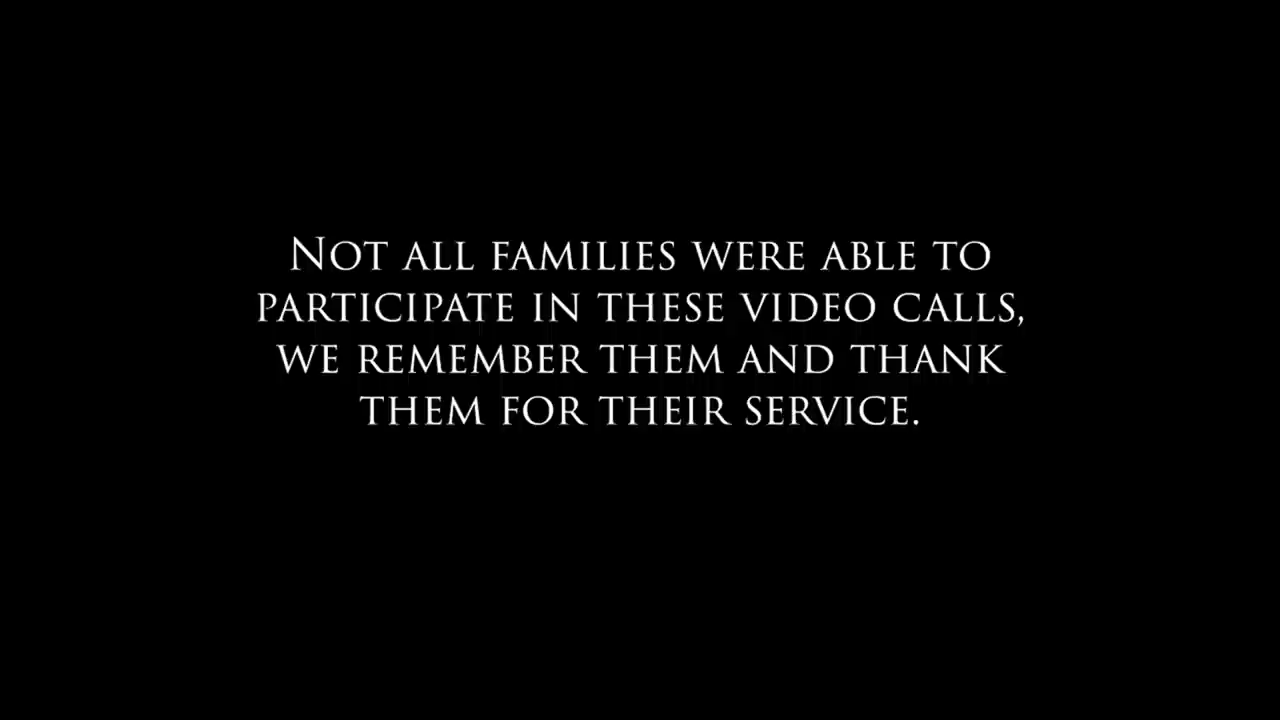 Not all families were able to
participate in these video calls,
we remember them and thank
them for their service.